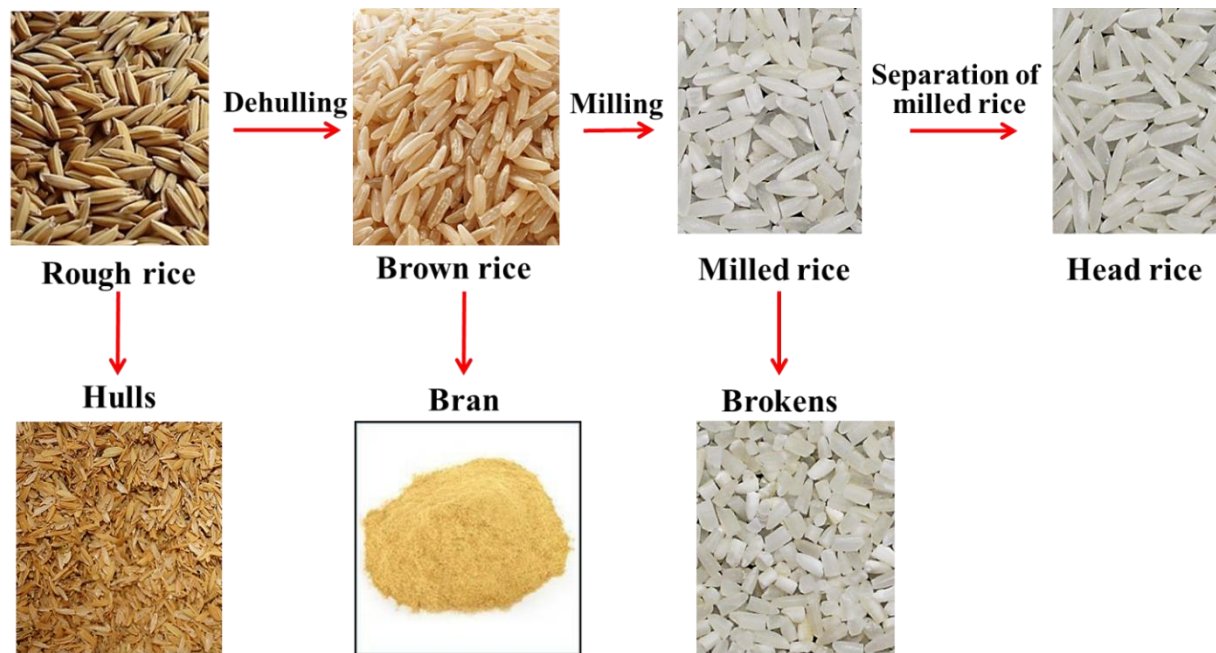 Dehulling
Milling
Separation of
milled rice
Rough rice
Brown rice
Milled rice
Head rice
Hulls
Bran
Brokens